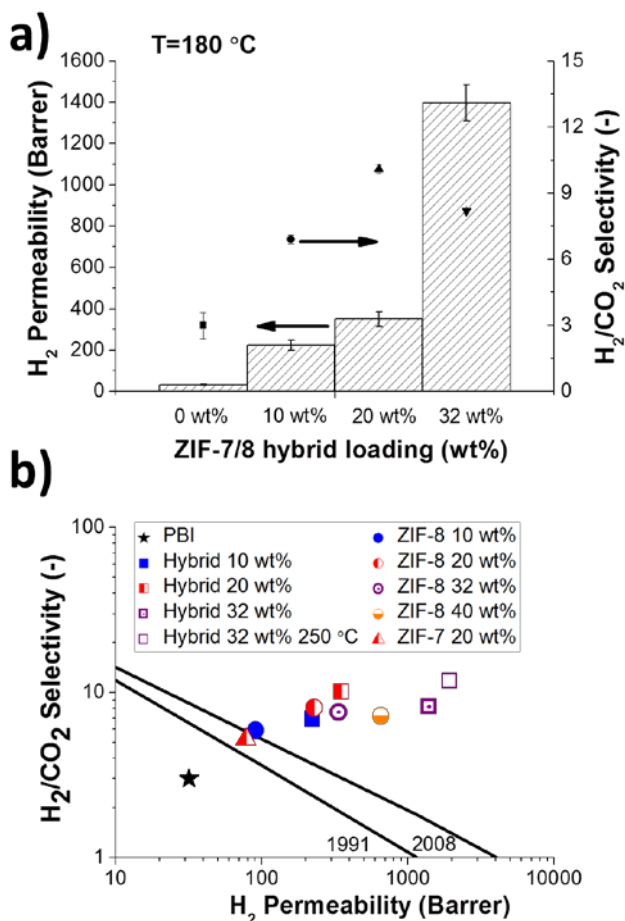 a)
T=180 °C
1600
1400
1200
1000
800
600
400
200
0
H₂ Permeability (Barrer)
15
12
9
6
3
0
H₂/CO₂ Selectivity (-)
0 wt% 10 wt% 20 wt% 32 wt%
ZIF-7/8 hybrid loading (wt%)
b)
100
10
1
H₂/CO₂ Selectivity (-)
PBI
Hybrid 10 wt%
Hybrid 20 wt%
Hybrid 32 wt%
Hybrid 32 wt% 250 °C
ZIF-8 10 wt%
ZIF-8 20 wt%
ZIF-8 32 wt%
ZIF-8 40 wt%
ZIF-7 20 wt%
1991 2008
10 100 1000 10000
H₂ Permeability (Barrer)